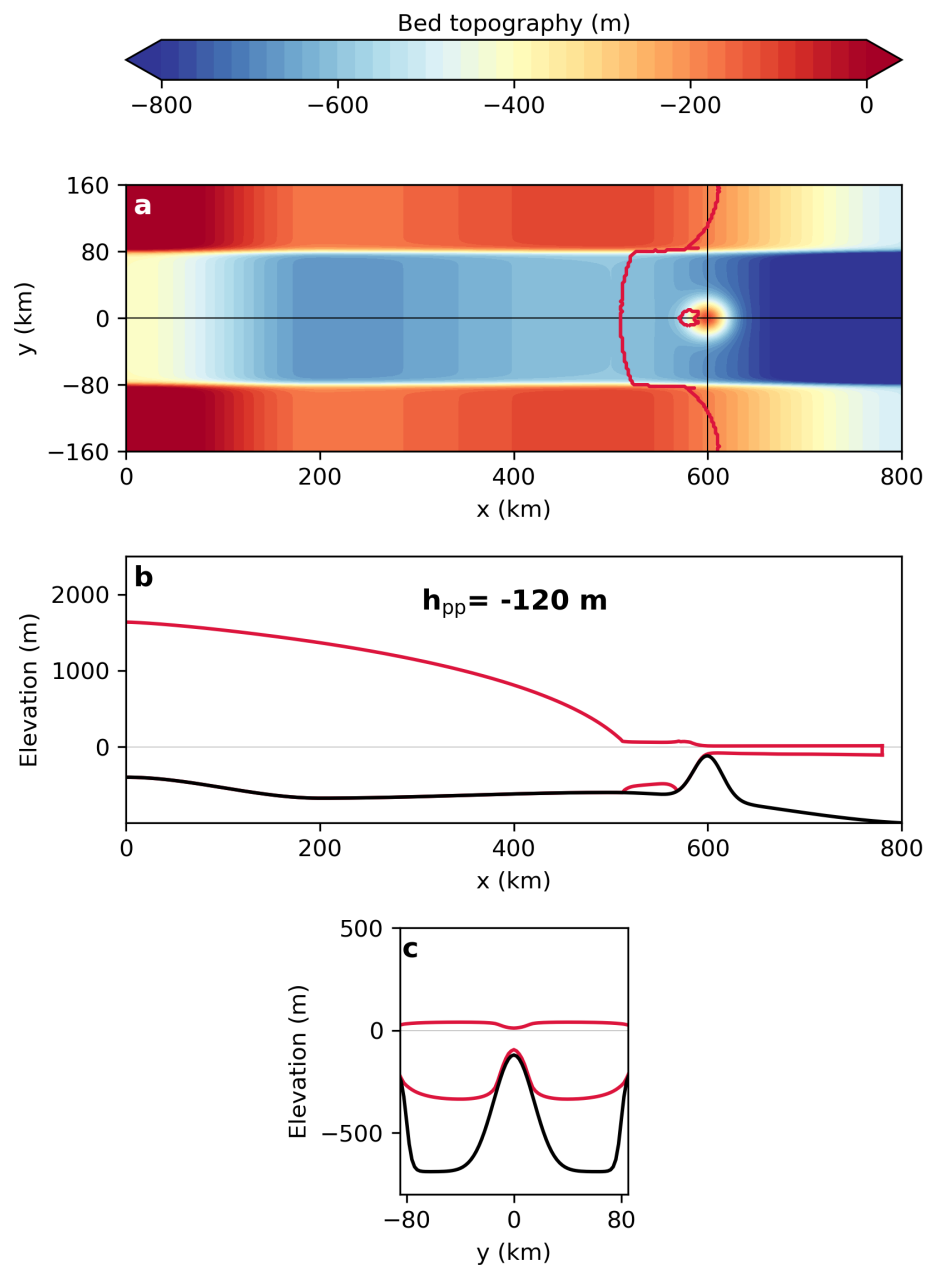 Bed topography (m)
−800 −600 −400 −200 0
a
160
80
0
−80
−160
y (km)
0 200 400 600 800
x (km)
b
h_pp= -120 m
2000
1000
0
Elevation (m)
0 200 400 600 800
x (km)
c
500
0
−500
Elevation (m)
−80 0 80
y (km)